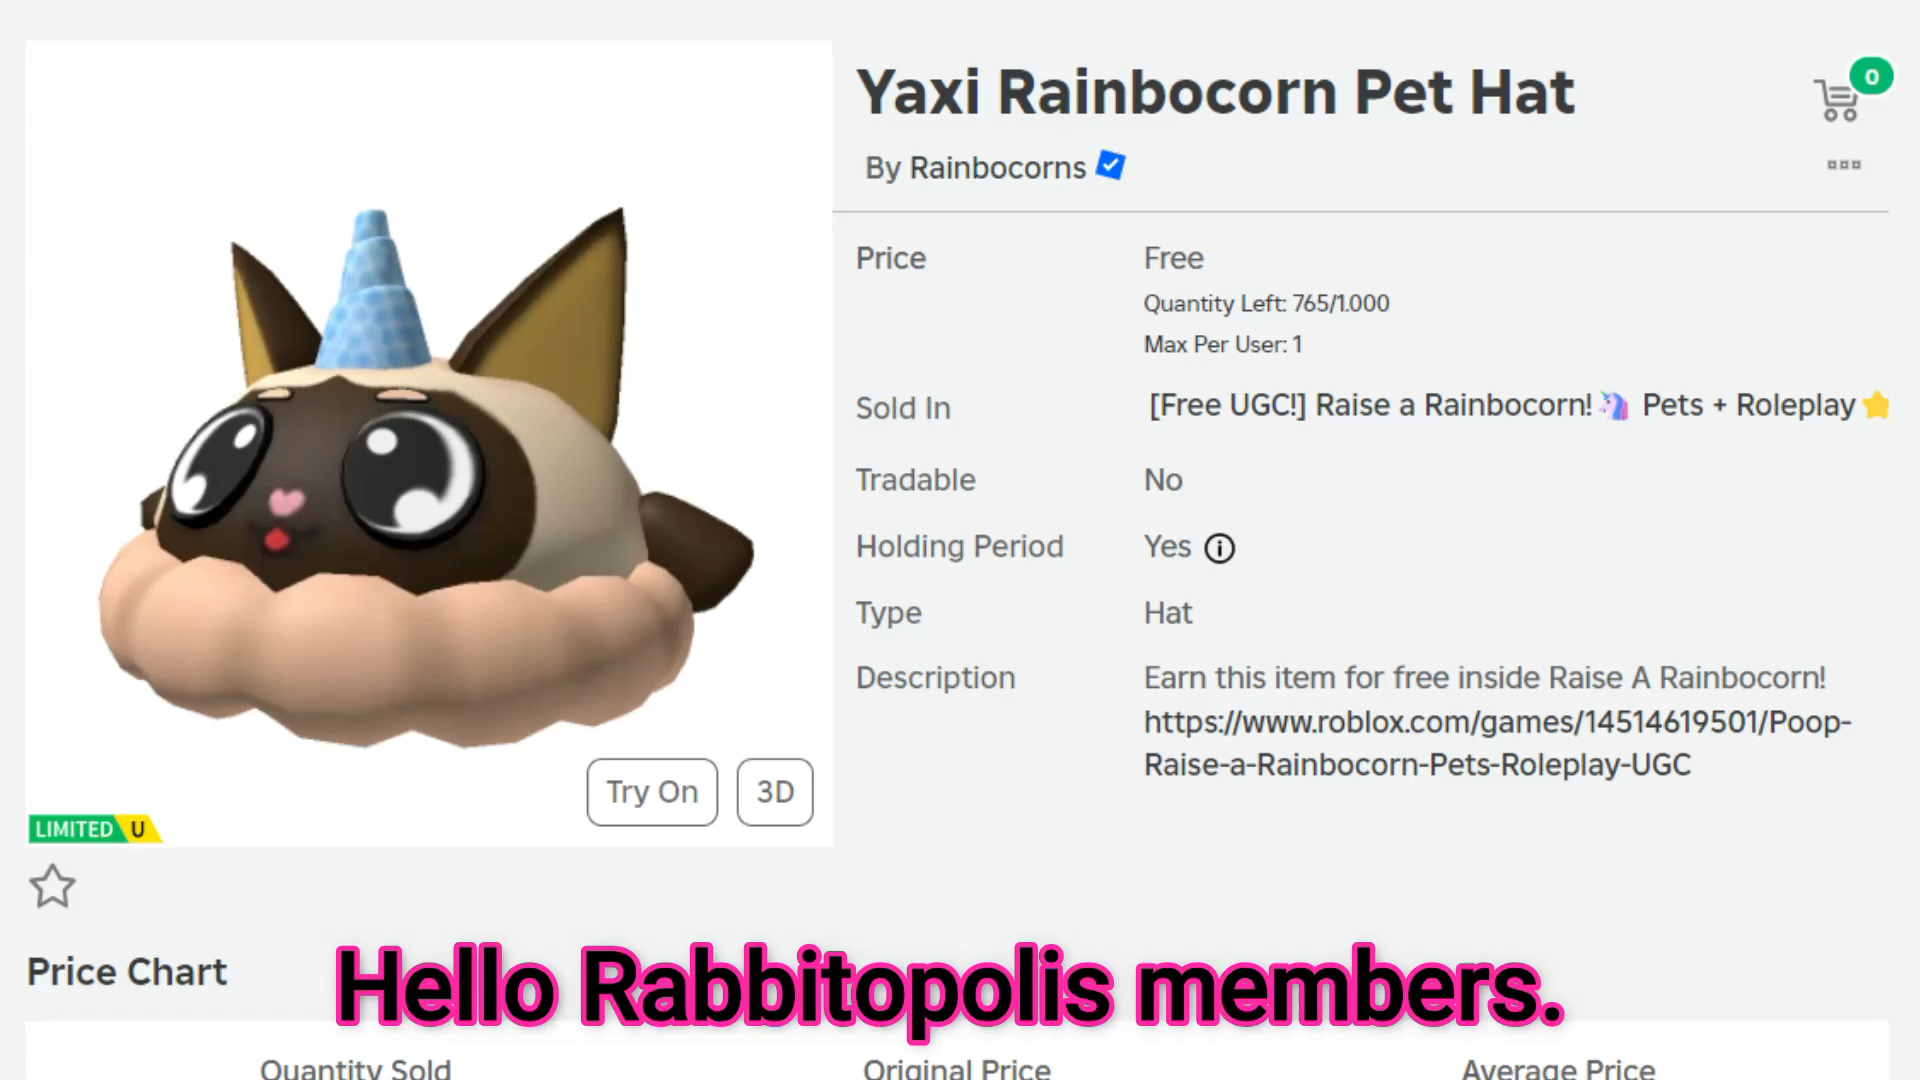 Yaxi Rainbocorn Pet Hat
0
By Rainbocorns
Price Free
Quantity Left: 765/1.000
Max Per User: 1
Sold In [Free UGC!] Raise a Rainbocorn!🦄 Pets + Roleplay⭐
Tradable No
Holding Period Yes
Type Hat
Description Earn this item for free inside Raise A Rainbocorn!
https://www.roblox.com/games/14514619501/Poop-
Raise-a-Rainbocorn-Pets-Roleplay-UGC
Try On 3D
LIMITED U
Price Chart
Hello Rabbitopolis members.
Quantity Sold Original Price Average Price